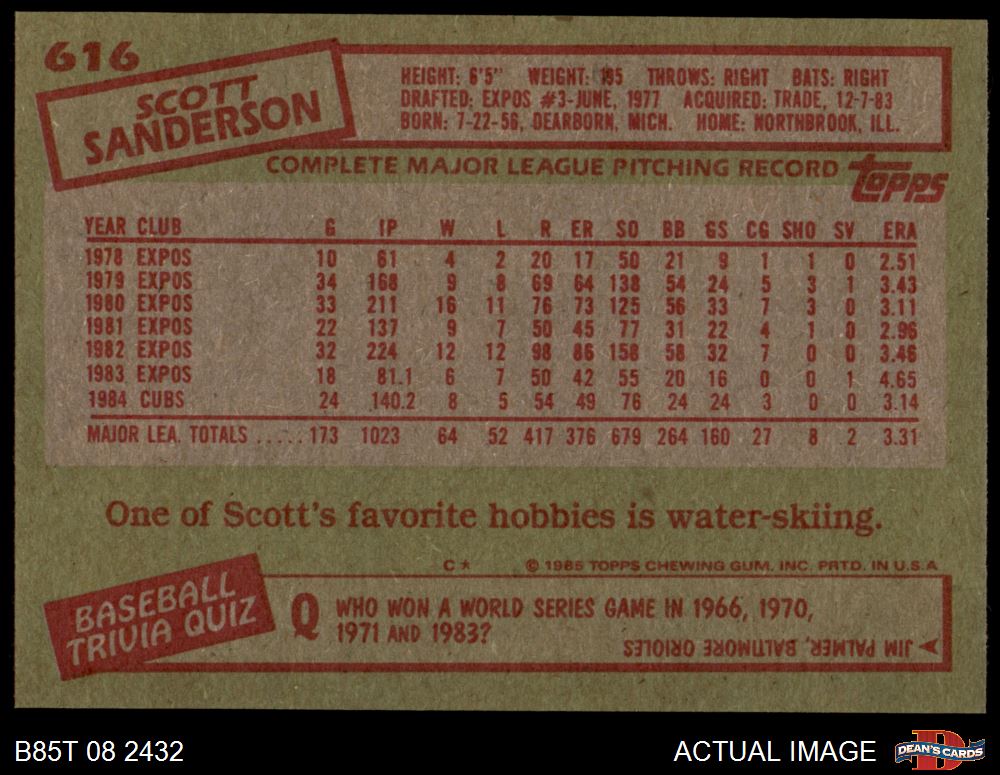 616
SCOTT
SANDERSON
HEIGHT: 6'5" WEIGHT: 195 THROWS: RIGHT BATS: RIGHT
DRAFTED: EXPOS #3-JUNE, 1977 ACQUIRED: TRADE, 12-7-83
BORN: 7-22-56, DEARBORN, MICH. HOME: NORTHBROOK, ILL.
COMPLETE MAJOR LEAGUE PITCHING RECORD
topps
YEAR CLUB G IP W L R ER SO BB GS CG SHO SV ERA
1978 EXPOS 10 61 4 2 20 17 50 21 9 1 1 0 2.51
1979 EXPOS 34 168 9 8 69 64 138 54 24 5 3 1 3.43
1980 EXPOS 33 211 16 11 76 73 125 56 33 7 3 0 3.11
1981 EXPOS 22 137 9 7 50 45 77 31 22 4 1 0 2.96
1982 EXPOS 32 224 12 12 98 86 158 58 32 7 0 0 3.46
1983 EXPOS 18 81.1 6 7 50 42 55 20 16 0 0 1 4.65
1984 CUBS 24 140.2 8 5 54 49 76 24 24 3 0 0 3.14
MAJOR LEA. TOTALS ..... 173 1023 64 52 417 376 679 264 160 27 8 2 3.31
One of Scott's favorite hobbies is water-skiing.
C* © 1985 TOPPS CHEWING GUM, INC. PRTD. IN U.S.A
BASEBALL
TRIVIA QUIZ
Q WHO WON A WORLD SERIES GAME IN 1966, 1970,
1971 AND 1983?
JIM PALMER, BALTIMORE ORIOLES
B85T 08 2432
ACTUAL IMAGE
DEAN'S CARDS